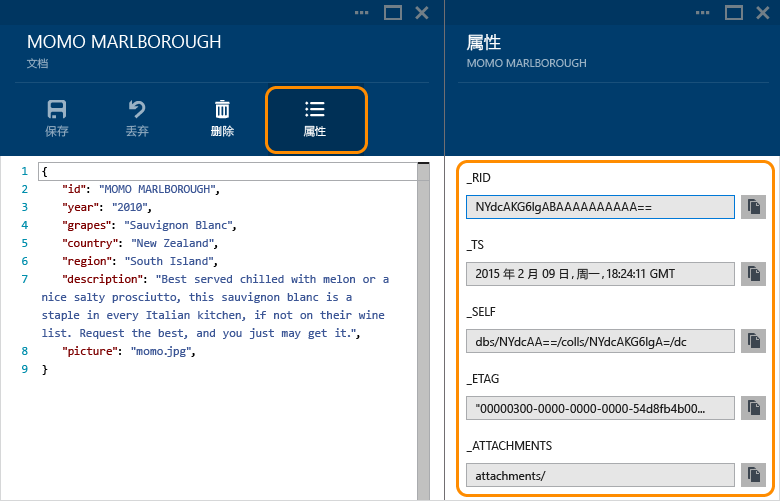 MOMO MARLBOROUGH
文档
保存
丢弃
删除
属性
1 {
2 "id": "MOMO MARLBOROUGH",
3 "year": "2010",
4 "grapes": "Sauvignon Blanc",
5 "country": "New Zealand",
6 "region": "South Island",
7 "description": "Best served chilled with melon or a
nice salty prosciutto, this sauvignon blanc is a
staple in every Italian kitchen, if not on their wine
list. Request the best, and you just may get it.",
8 "picture": "momo.jpg",
9 }
属性
MOMO MARLBOROUGH
_RID
NYdcAKG6lgABAAAAAAAAAA==
_TS
2015 年 2 月 09 日, 周一 , 18:24:11 GMT
_SELF
dbs/NYdcAA==/colls/NYdcAKG6lgA=/dc
_ETAG
"00000300-0000-0000-0000-54d8fb4b00...
_ATTACHMENTS
attachments/